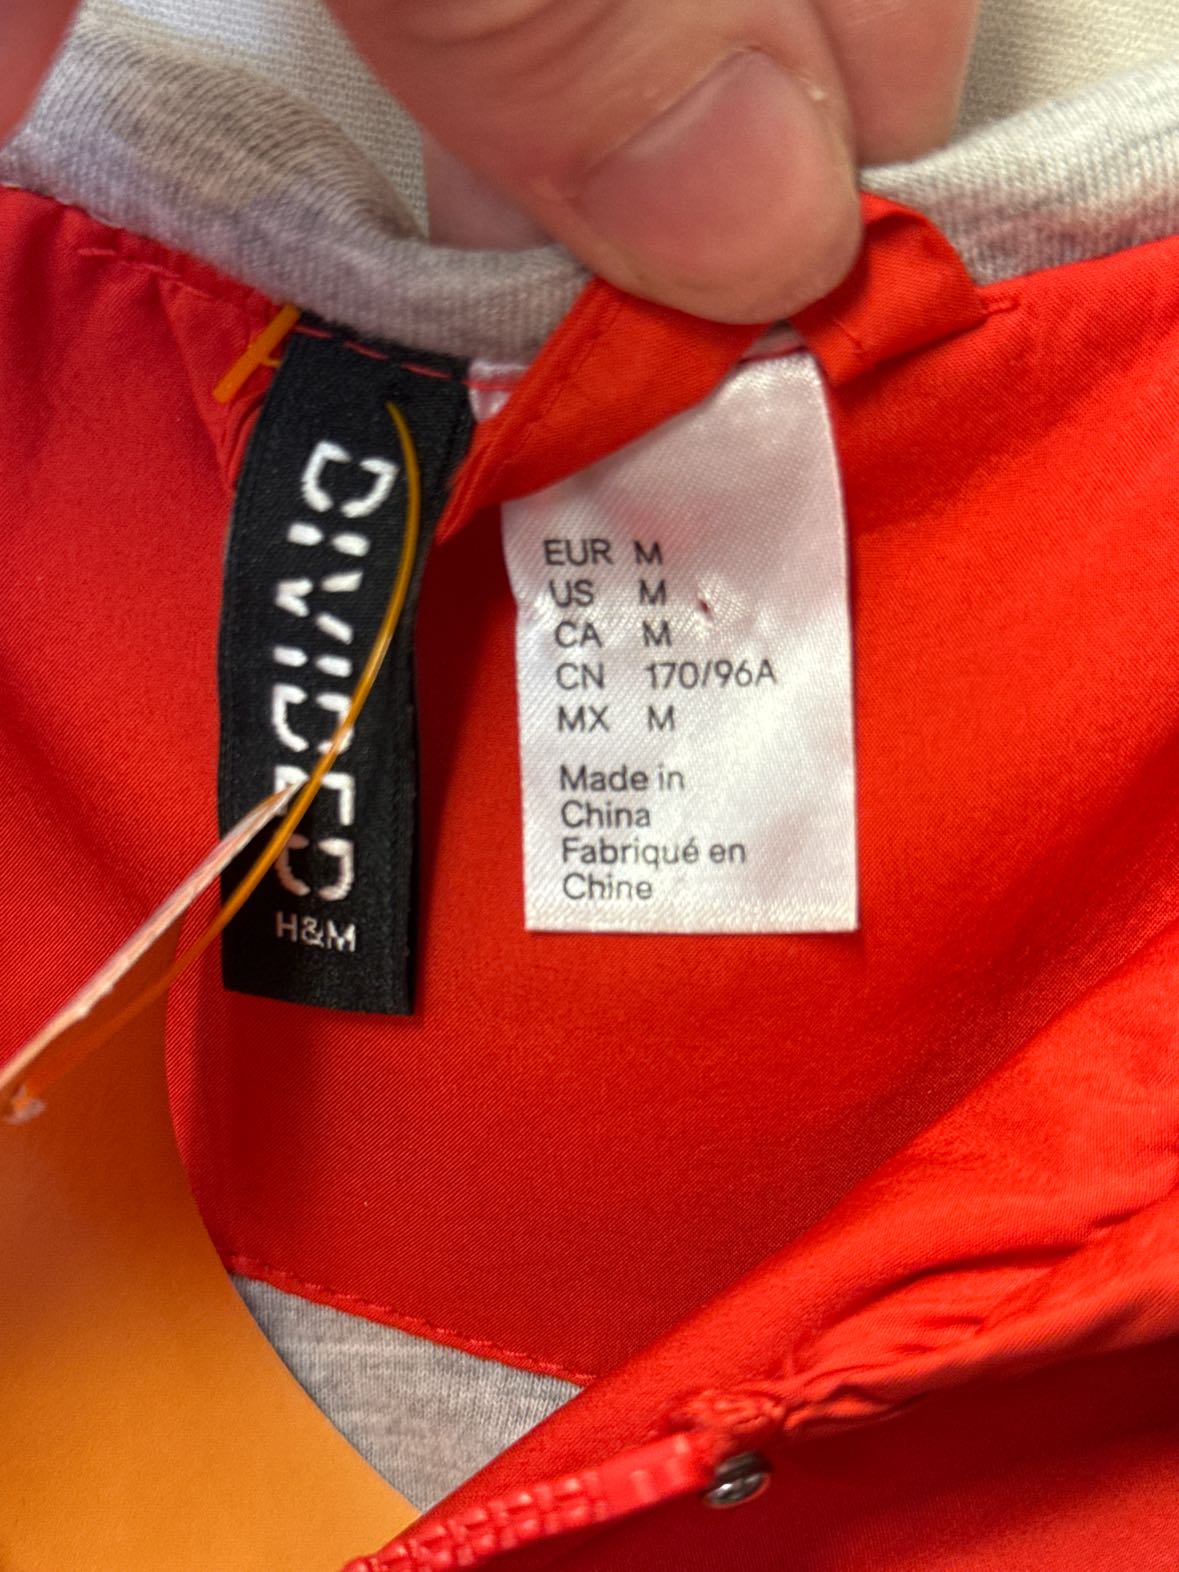 DIVIDED
H&M
EUR M
US M
CA M
CN 170/96A
MX M
Made in
China
Fabriqué en
Chine